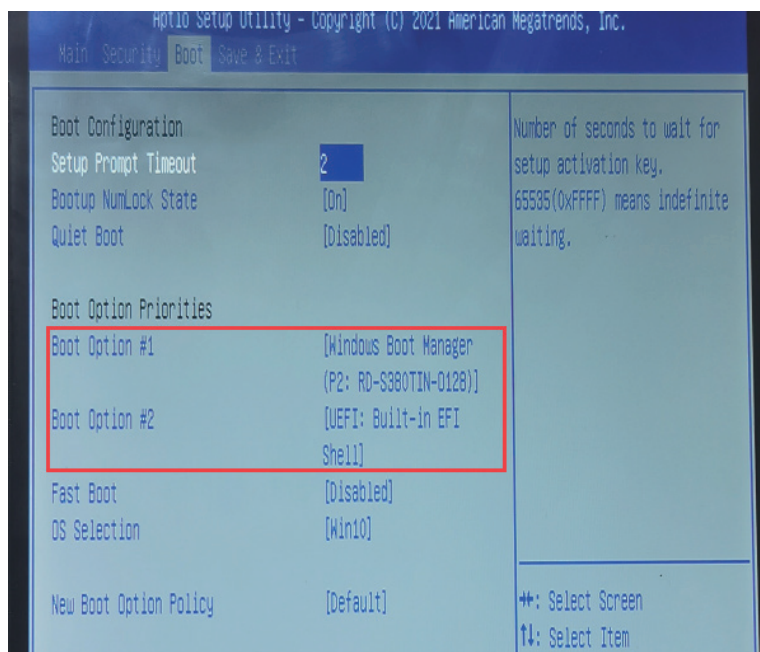 Aptio Setup Utility - Copyright (C) 2021 American Megatrends, Inc.
Main Security Boot Save & Exit
Boot Configuration
Setup Prompt Timeout 2
Bootup NumLock State [On]
Quiet Boot [Disabled]
Boot Option Priorities
Boot Option #1 [Windows Boot Manager
(P2: RD-S380TIN-0128)]
Boot Option #2 [UEFI: Built-in EFI
Shell]
Fast Boot [Disabled]
OS Selection [Win10]
New Boot Option Policy [Default]
Number of seconds to wait for
setup activation key.
65535(0xFFFF) means indefinite
waiting.
→←: Select Screen
↑↓: Select Item